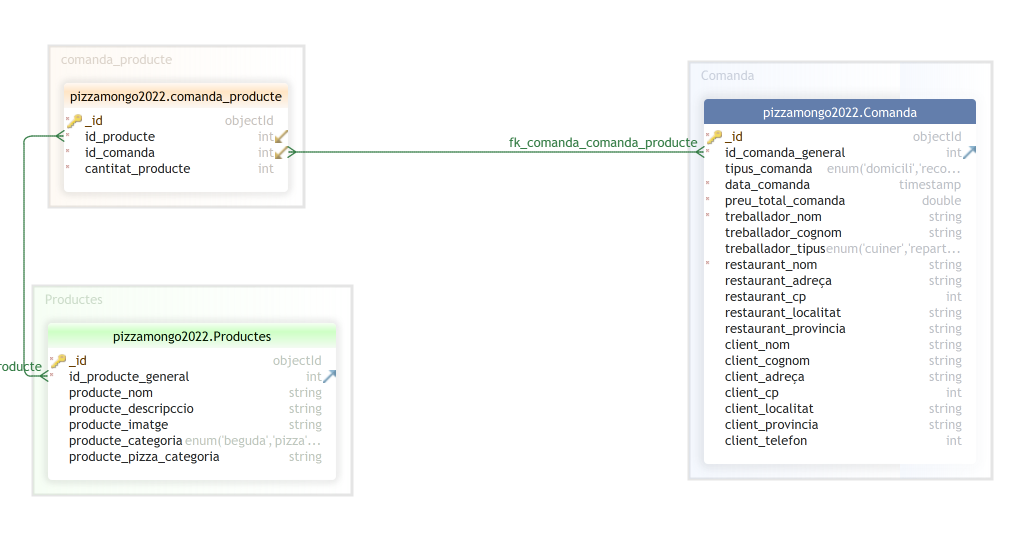 comanda_producte
pizzamongo2022.comanda_producte
_id objectId
id_producte int
id_comanda int
cantitat_producte int
fk_comanda_comanda_producte
Comanda
pizzamongo2022.Comanda
_id objectId
id_comanda_general int
tipus_comanda enum('domicili','reco...
data_comanda timestamp
preu_total_comanda double
treballador_nom string
treballador_cognom string
treballador_tipus enum('cuiner','repart...
restaurant_nom string
restaurant_adreça string
restaurant_cp int
restaurant_localitat string
restaurant_provincia string
client_nom string
client_cognom string
client_adreça string
client_cp int
client_localitat string
client_provincia string
client_telefon int
Productes
pizzamongo2022.Productes
roducte
_id objectId
id_producte_general int
producte_nom string
producte_descripccio string
producte_imatge string
producte_categoria enum('beguda','pizza'...
producte_pizza_categoria string